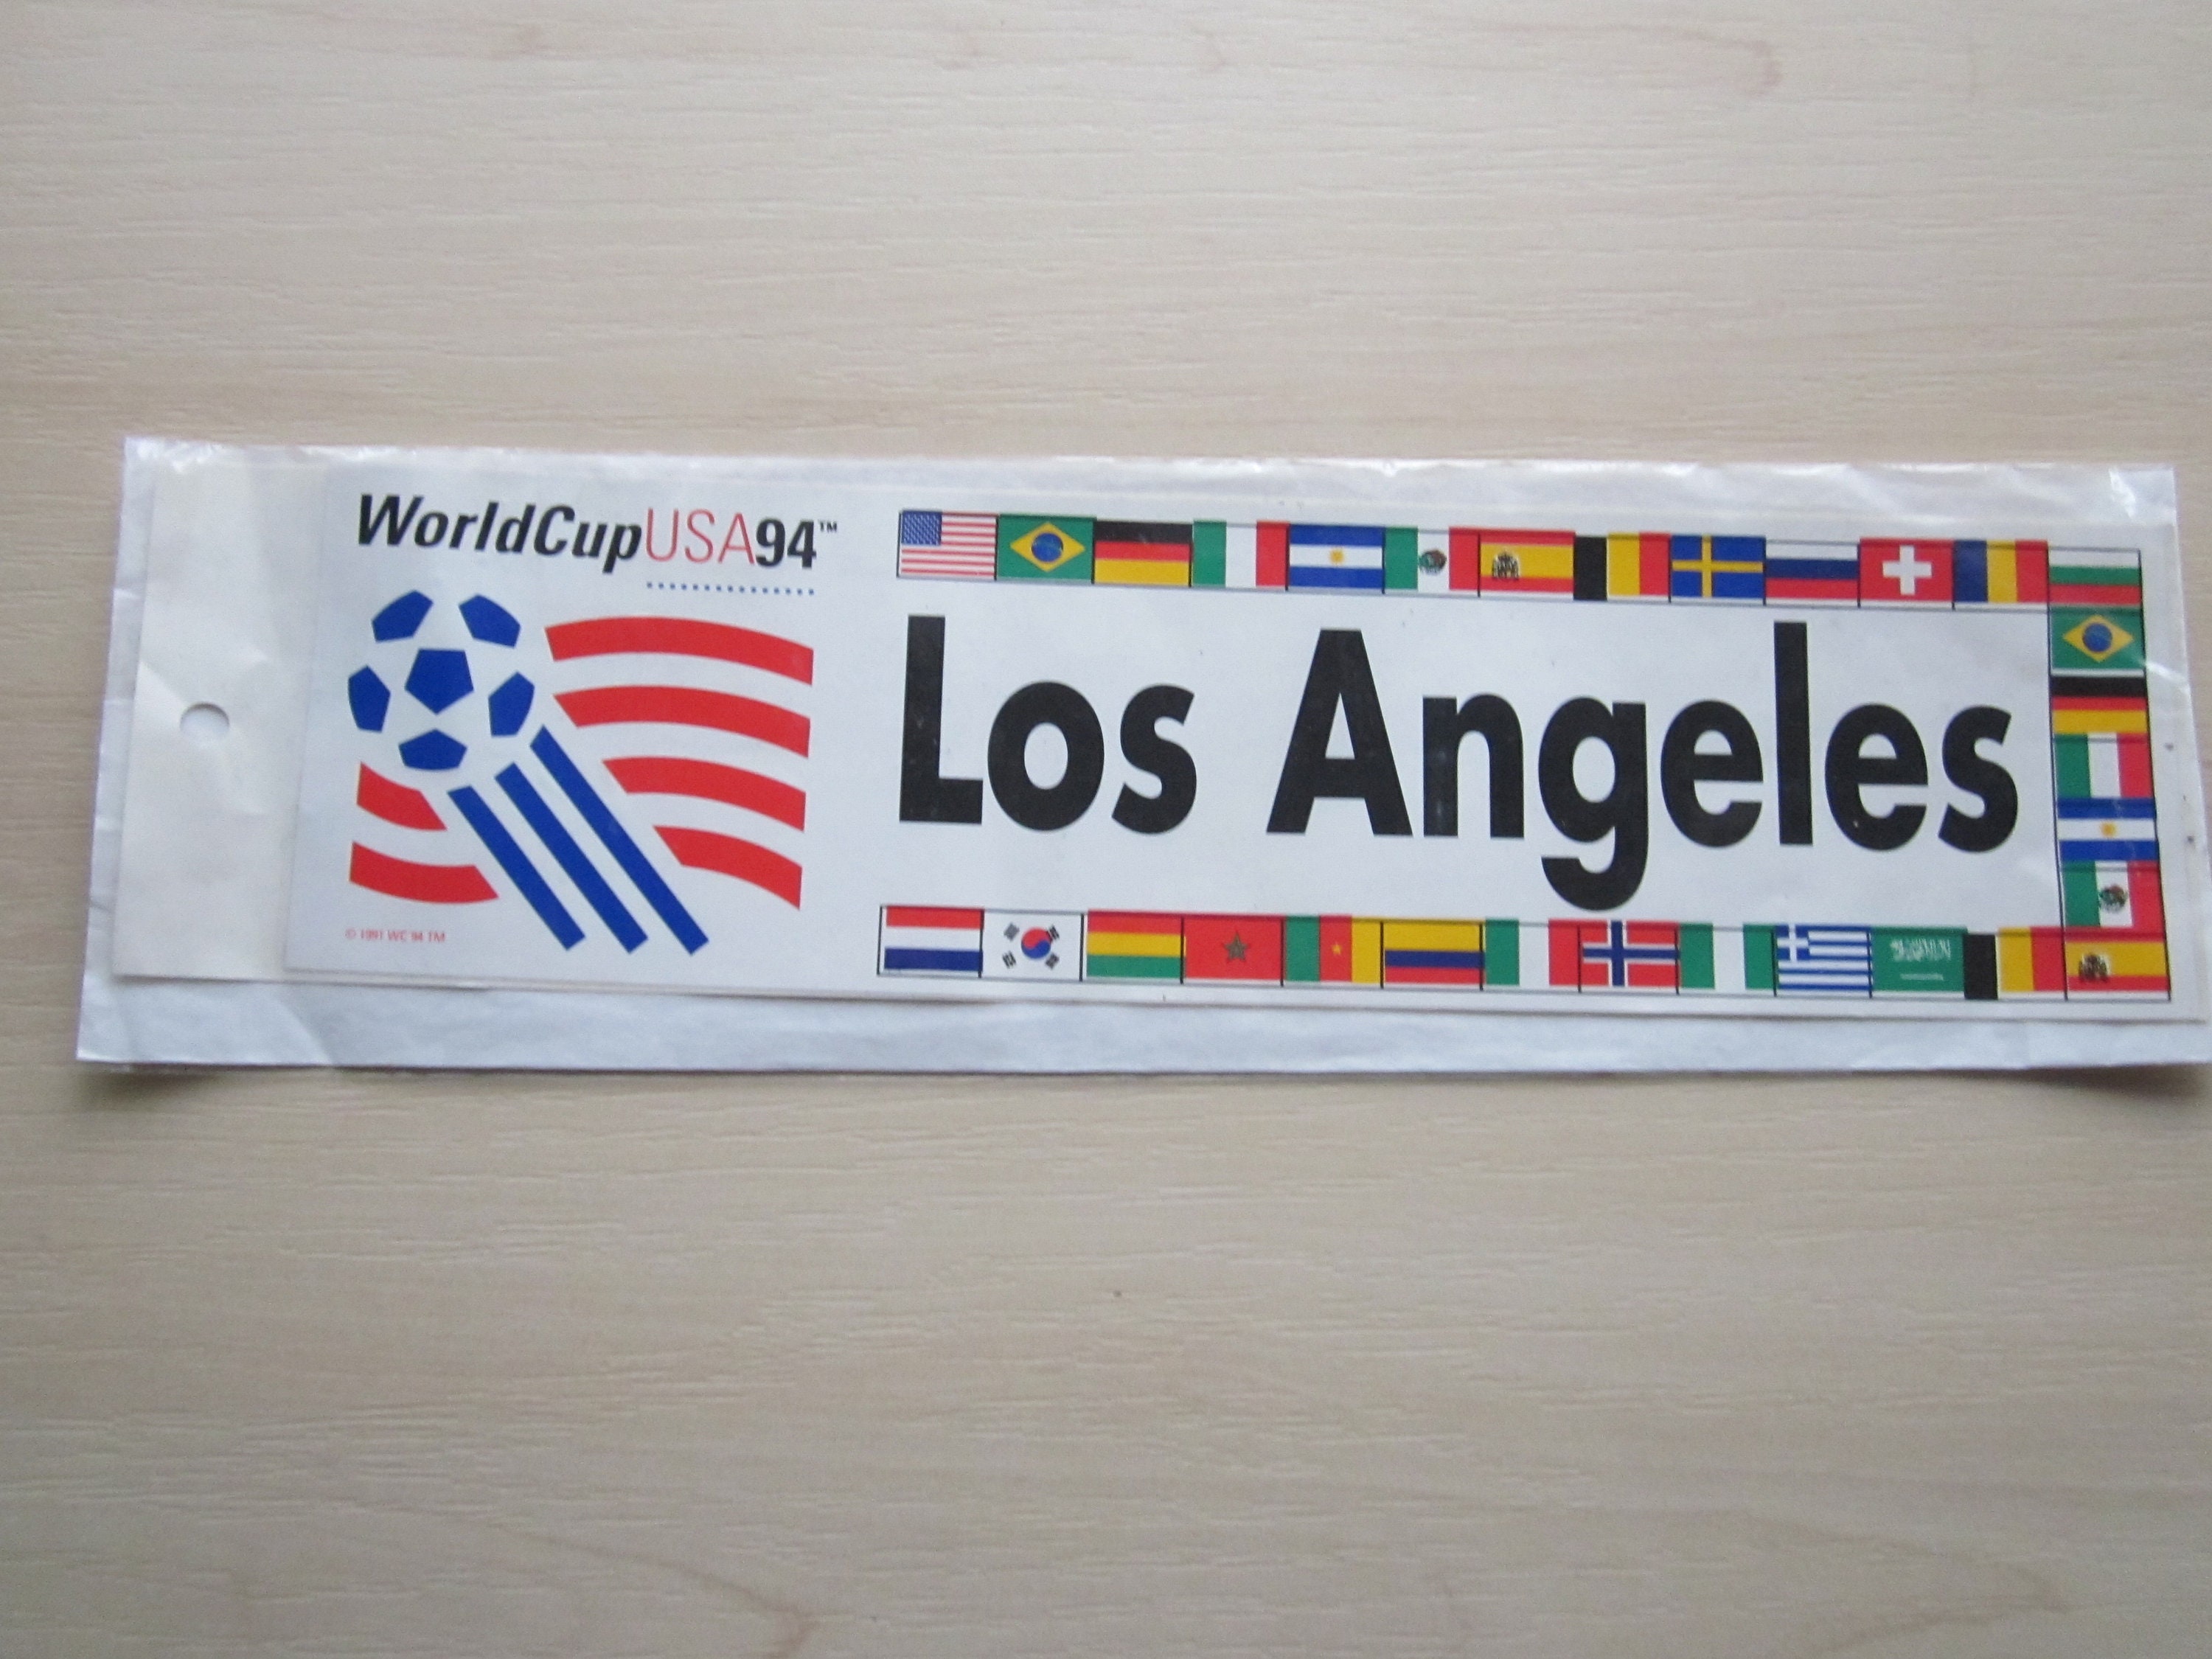 WorldCupUSA94™
Los Angeles
© 1991 WC '94 TM